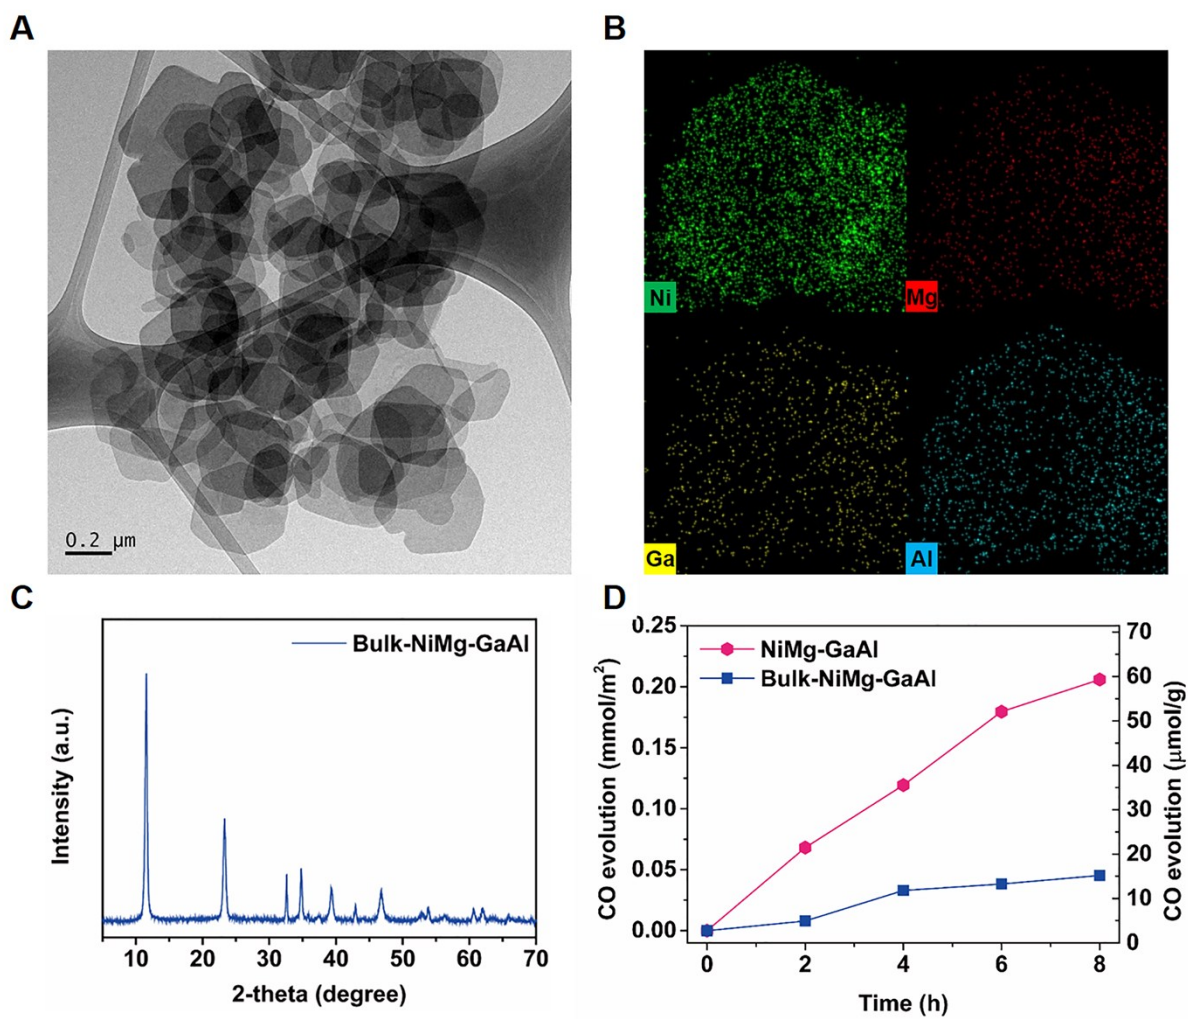 A
B
0.2 μm
Ni
Mg
Ga
Al
C
Bulk-NiMg-GaAl
Intensity (a.u.)
10 20 30 40 50 60 70
2-theta (degree)
D
NiMg-GaAl
Bulk-NiMg-GaAl
CO evolution (mmol/m²)
0.25
0.20
0.15
0.10
0.05
0.00
CO evolution (μmol/g)
70
60
50
40
30
20
10
0
0 2 4 6 8
Time (h)